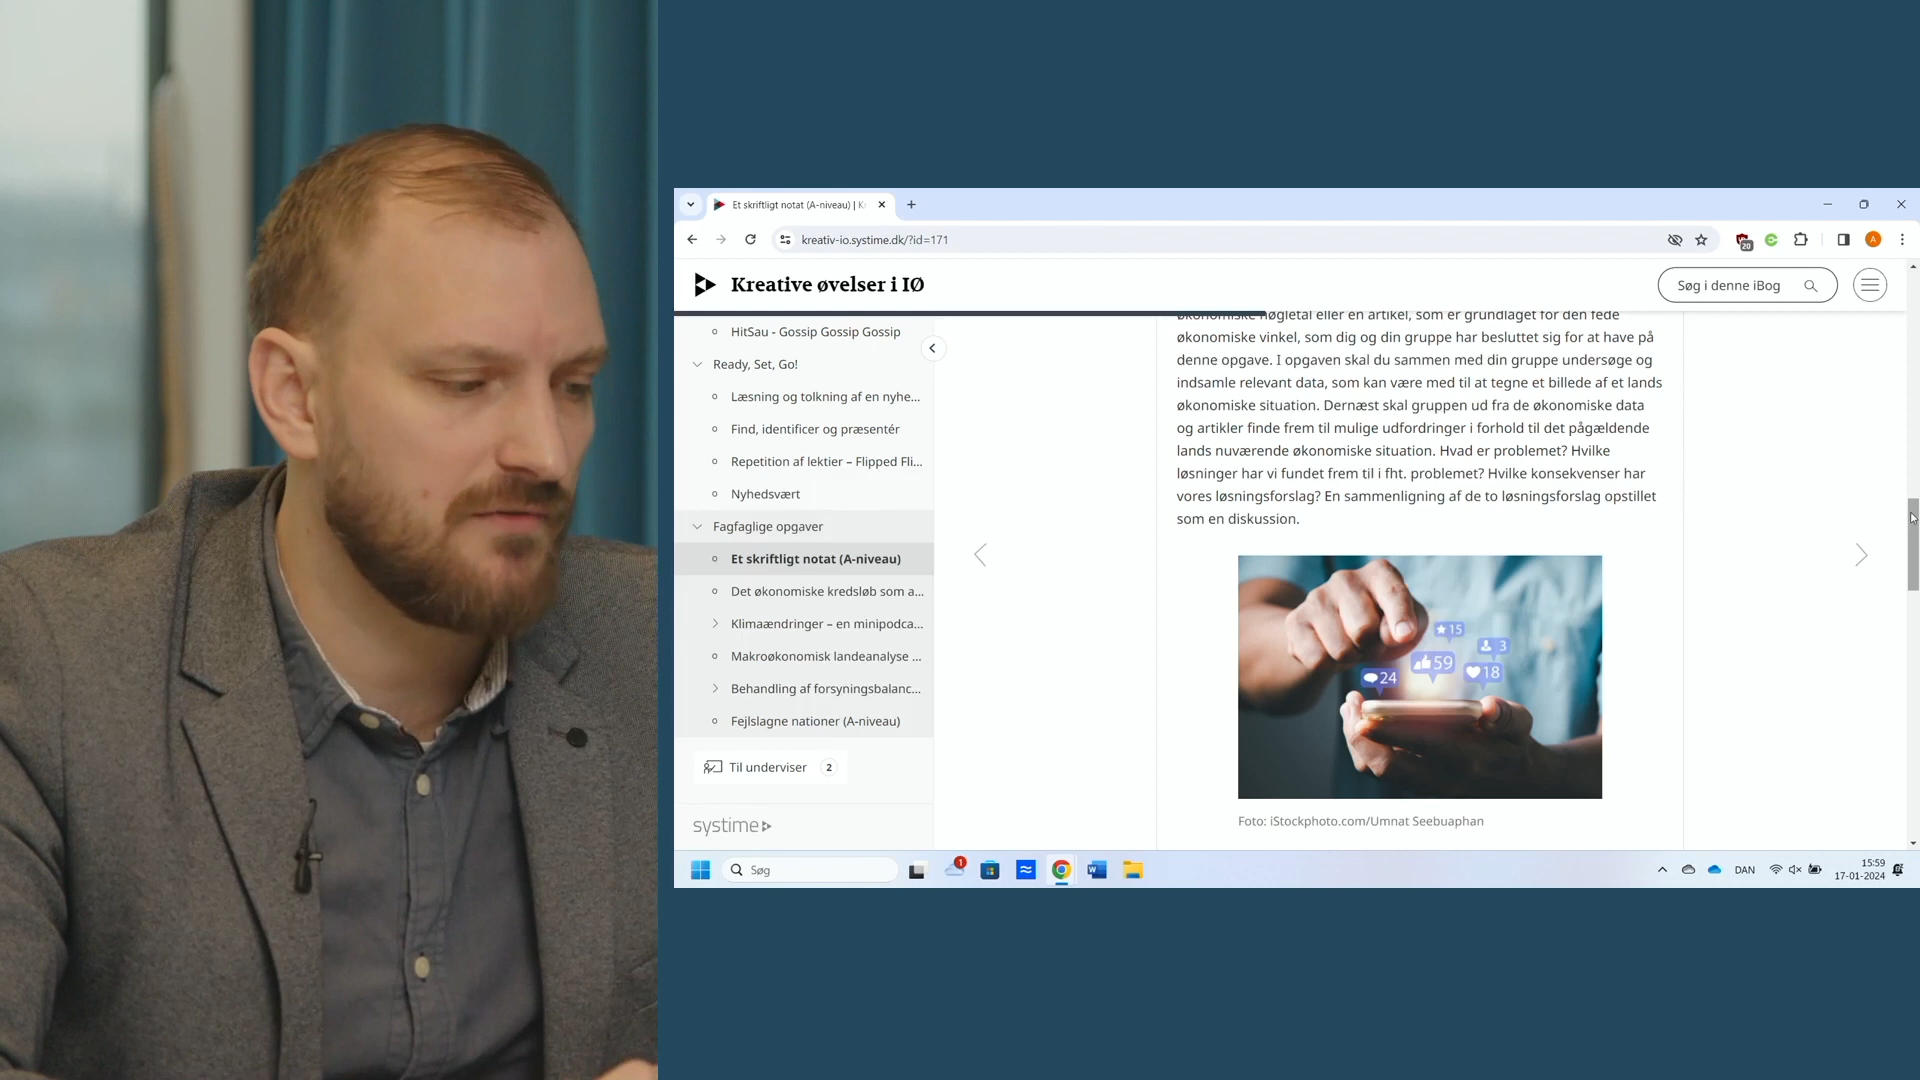 Et skriftligt notat (A-niveau) | K
kreativ-io.systime.dk/?id=171
20
A
Kreative øvelser i IØ
Søg i denne iBog
HitSau - Gossip Gossip Gossip
Ready, Set, Go!
Læsning og tolkning af en nyhe...
Find, identificer og præsentér
Repetition af lektier – Flipped Fli...
Nyhedsvært
Fagfaglige opgaver
Et skriftligt notat (A-niveau)
Det økonomiske kredsløb som a...
Klimaændringer – en minipodca...
Makroøkonomisk landeanalyse ...
Behandling af forsyningsbalanc...
Fejlslagne nationer (A-niveau)
Til underviser 2
systime
økonomiske nøgletal eller en artikel, som er grundlaget for den fede
økonomiske vinkel, som dig og din gruppe har besluttet sig for at have på
denne opgave. I opgaven skal du sammen med din gruppe undersøge og
indsamle relevant data, som kan være med til at tegne et billede af et lands
økonomiske situation. Dernæst skal gruppen ud fra de økonomiske data
og artikler finde frem til mulige udfordringer i forhold til det pågældende
lands nuværende økonomiske situation. Hvad er problemet? Hvilke
løsninger har vi fundet frem til i fht. problemet? Hvilke konsekvenser har
vores løsningsforslag? En sammenligning af de to løsningsforslag opstillet
som en diskussion.
15
3
59
18
24
Foto: iStockphoto.com/Umnat Seebuaphan
Søg
1
W
DAN
15:59
17-01-2024